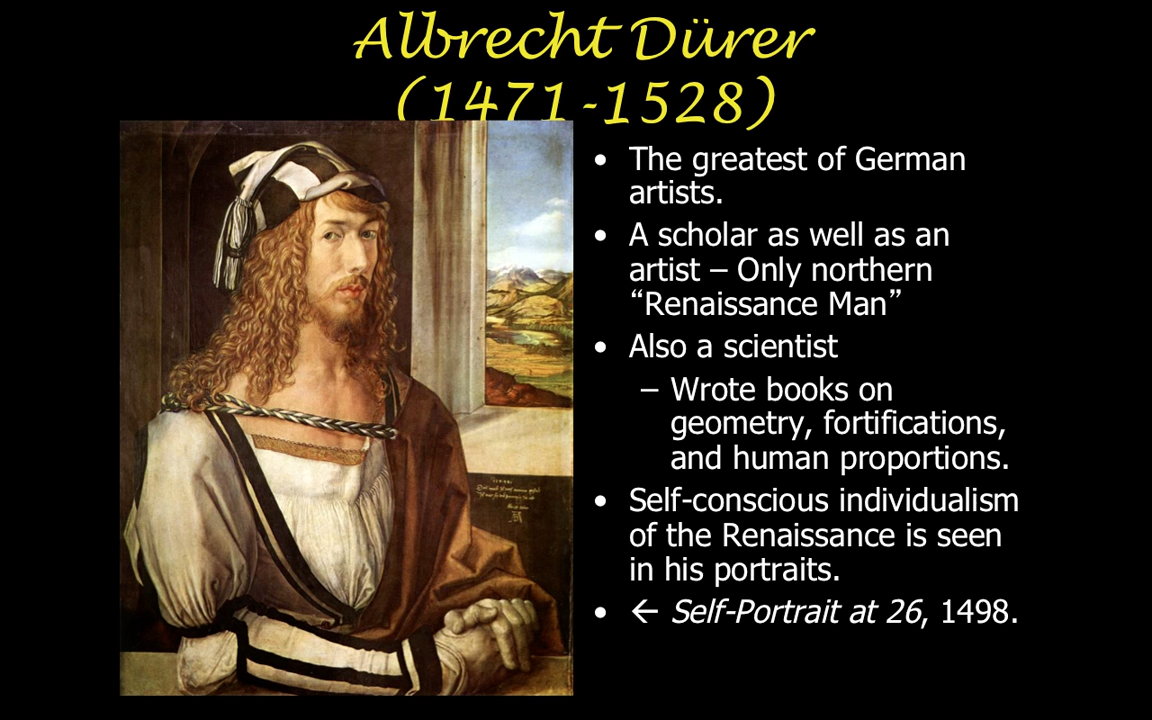 Albrecht Dürer
(1471-1528)
• The greatest of German
artists.
• A scholar as well as an
artist – Only northern
“Renaissance Man”
• Also a scientist
– Wrote books on
geometry, fortifications,
and human proportions.
• Self-conscious individualism
of the Renaissance is seen
in his portraits.
• ← Self-Portrait at 26, 1498.